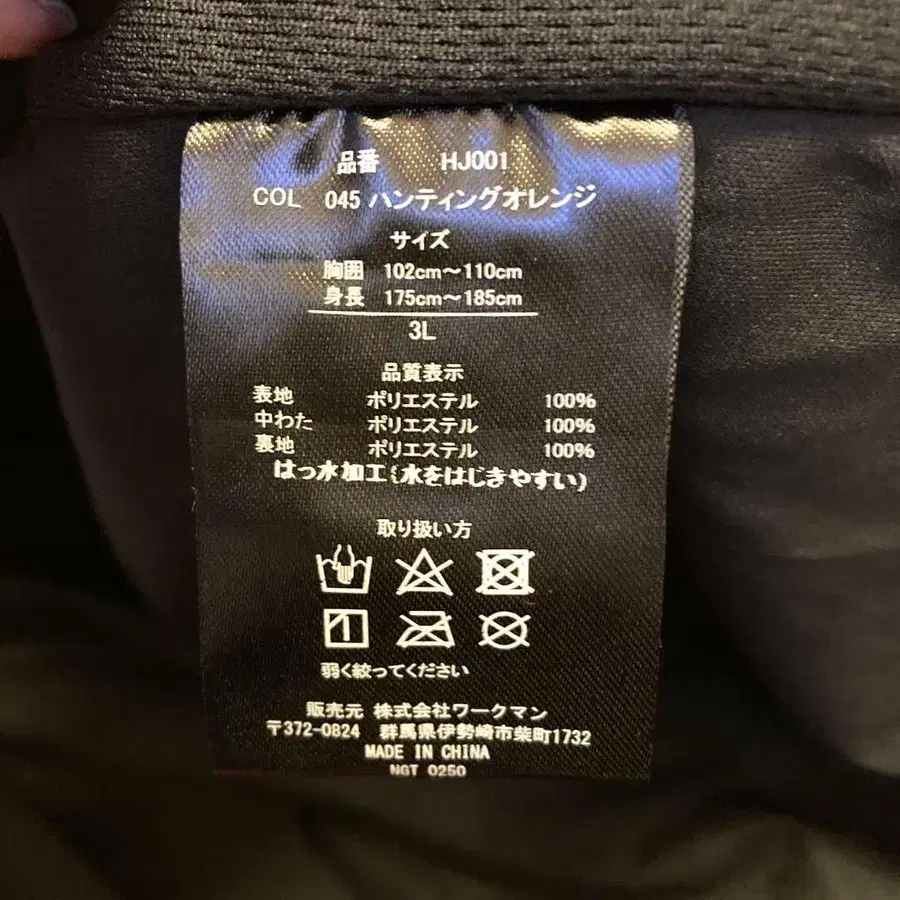 品番 HJ001
COL 045 ハンティングオレンジ
サイズ
胸囲 102cm〜110cm
身長 175cm〜185cm
3L
品質表示
表地 ポリエステル 100%
中わた ポリエステル 100%
裏地 ポリエステル 100%
はっ水加工(水をはじきやすい)
取り扱い方
弱く絞ってください
販売元 株式会社ワークマン
〒372-0824 群馬県伊勢崎市柴町1732
MADE IN CHINA
NGT 0250